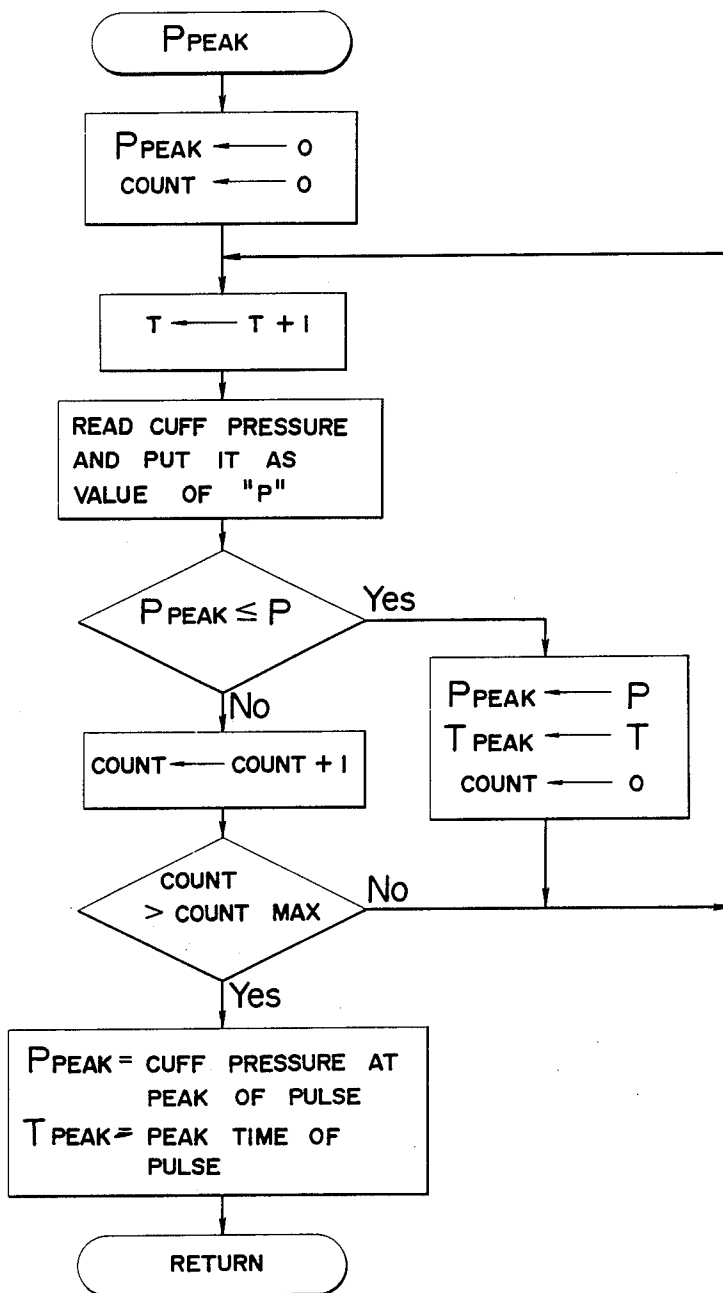 PPEAK
PPEAK ← 0
COUNT ← 0
T ← T + 1
READ CUFF PRESSURE
AND PUT IT AS
VALUE OF "P"
PPEAK ≤ P
Yes
No
PPEAK ← P
TPEAK ← T
COUNT ← 0
COUNT ← COUNT + 1
COUNT
> COUNT MAX
No
Yes
PPEAK = CUFF PRESSURE AT
PEAK OF PULSE
TPEAK = PEAK TIME OF
PULSE
RETURN